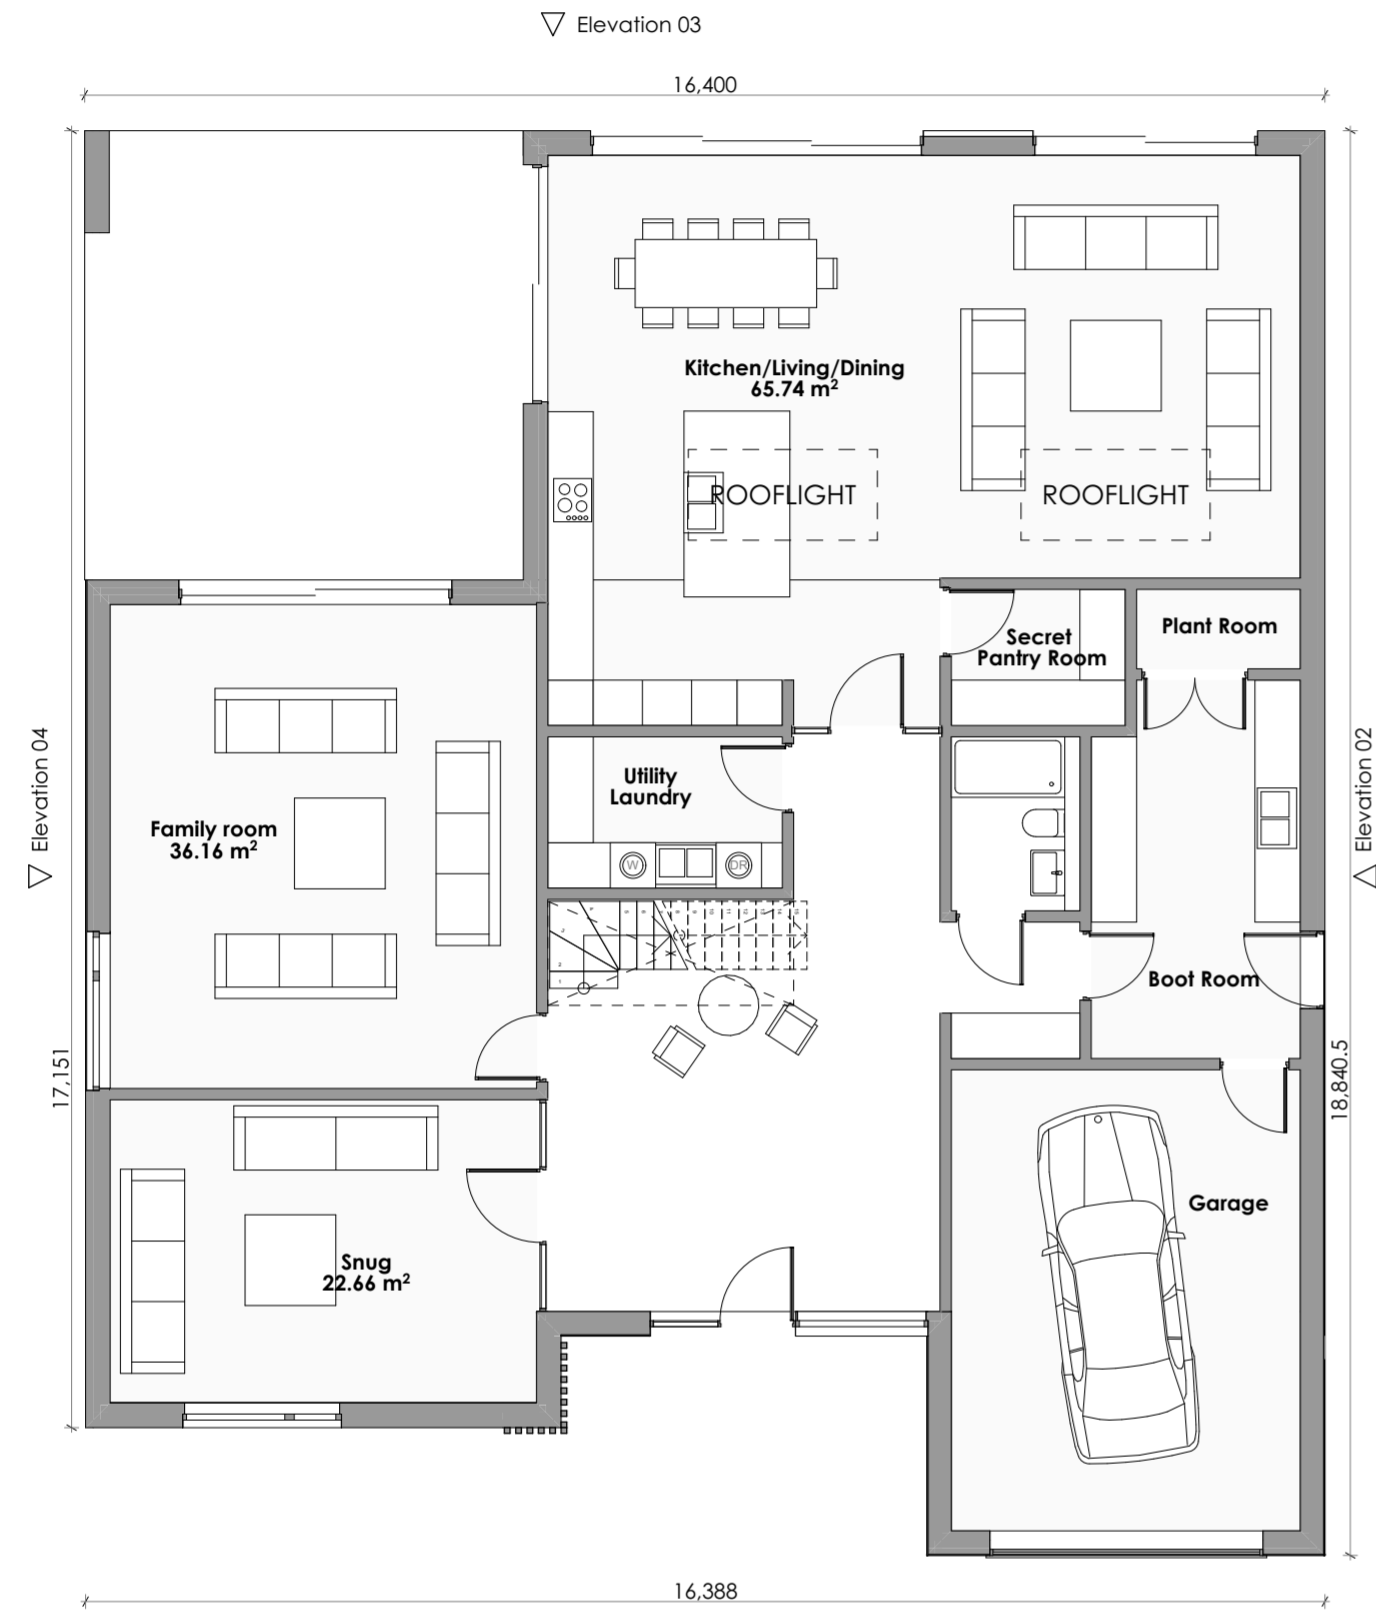 Elevation 03
16,400
Kitchen/Living/Dining
65.74 m²
ROOFLIGHT
ROOFLIGHT
Secret
Pantry Room
Plant Room
Utility
Laundry
Elevation 04
Elevation 02
Family room
36.16 m²
W
DR
Boot Room
17,151
18,840.5
Garage
Snug
22.66 m²
16,388